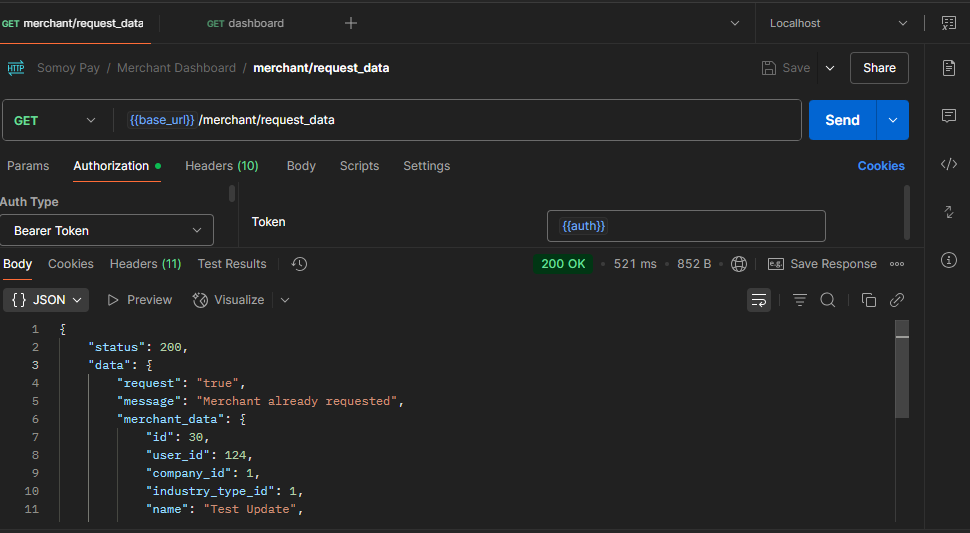 GET merchant/request_data GET dashboard Localhost
HTTP Somoy Pay / Merchant Dashboard / merchant/request_data Save Share
GET {{base_url}} /merchant/request_data Send
Params Authorization Headers (10) Body Scripts Settings Cookies
Auth Type
Bearer Token
Token {{auth}}
Body Cookies Headers (11) Test Results 200 OK 521 ms 852 B e.g. Save Response
{} JSON Preview Visualize
1 {
2 "status": 200,
3 "data": {
4 "request": "true",
5 "message": "Merchant already requested",
6 "merchant_data": {
7 "id": 30,
8 "user_id": 124,
9 "company_id": 1,
10 "industry_type_id": 1,
11 "name": "Test Update",